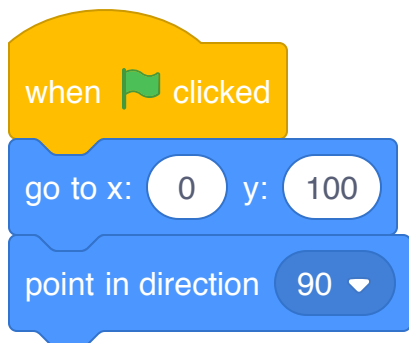 when clicked
go to x: 0 y: 100
point in direction 90